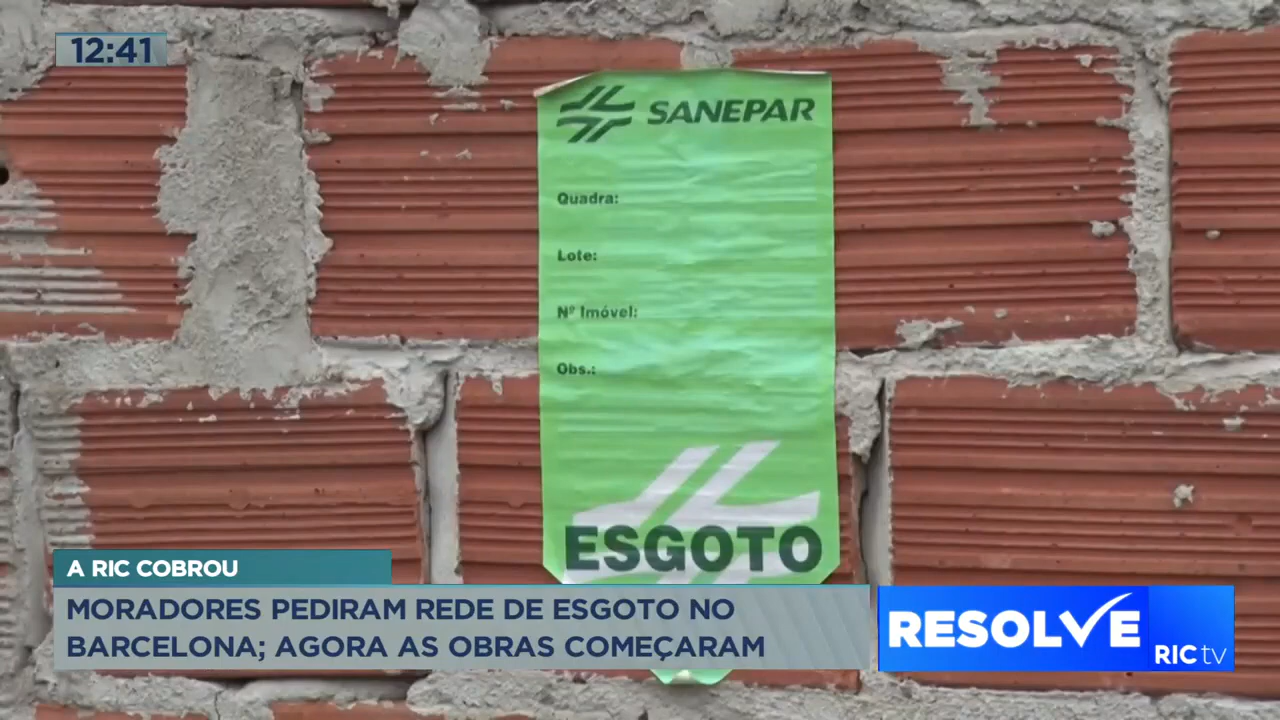 12:41
SANEPAR
Quadra:
Lote:
Nº Imóvel:
Obs.:
ESGOTO
A RIC COBROU
MORADORES PEDIRAM REDE DE ESGOTO NO
BARCELONA; AGORA AS OBRAS COMEÇARAM
RESOLVE
RIC tv